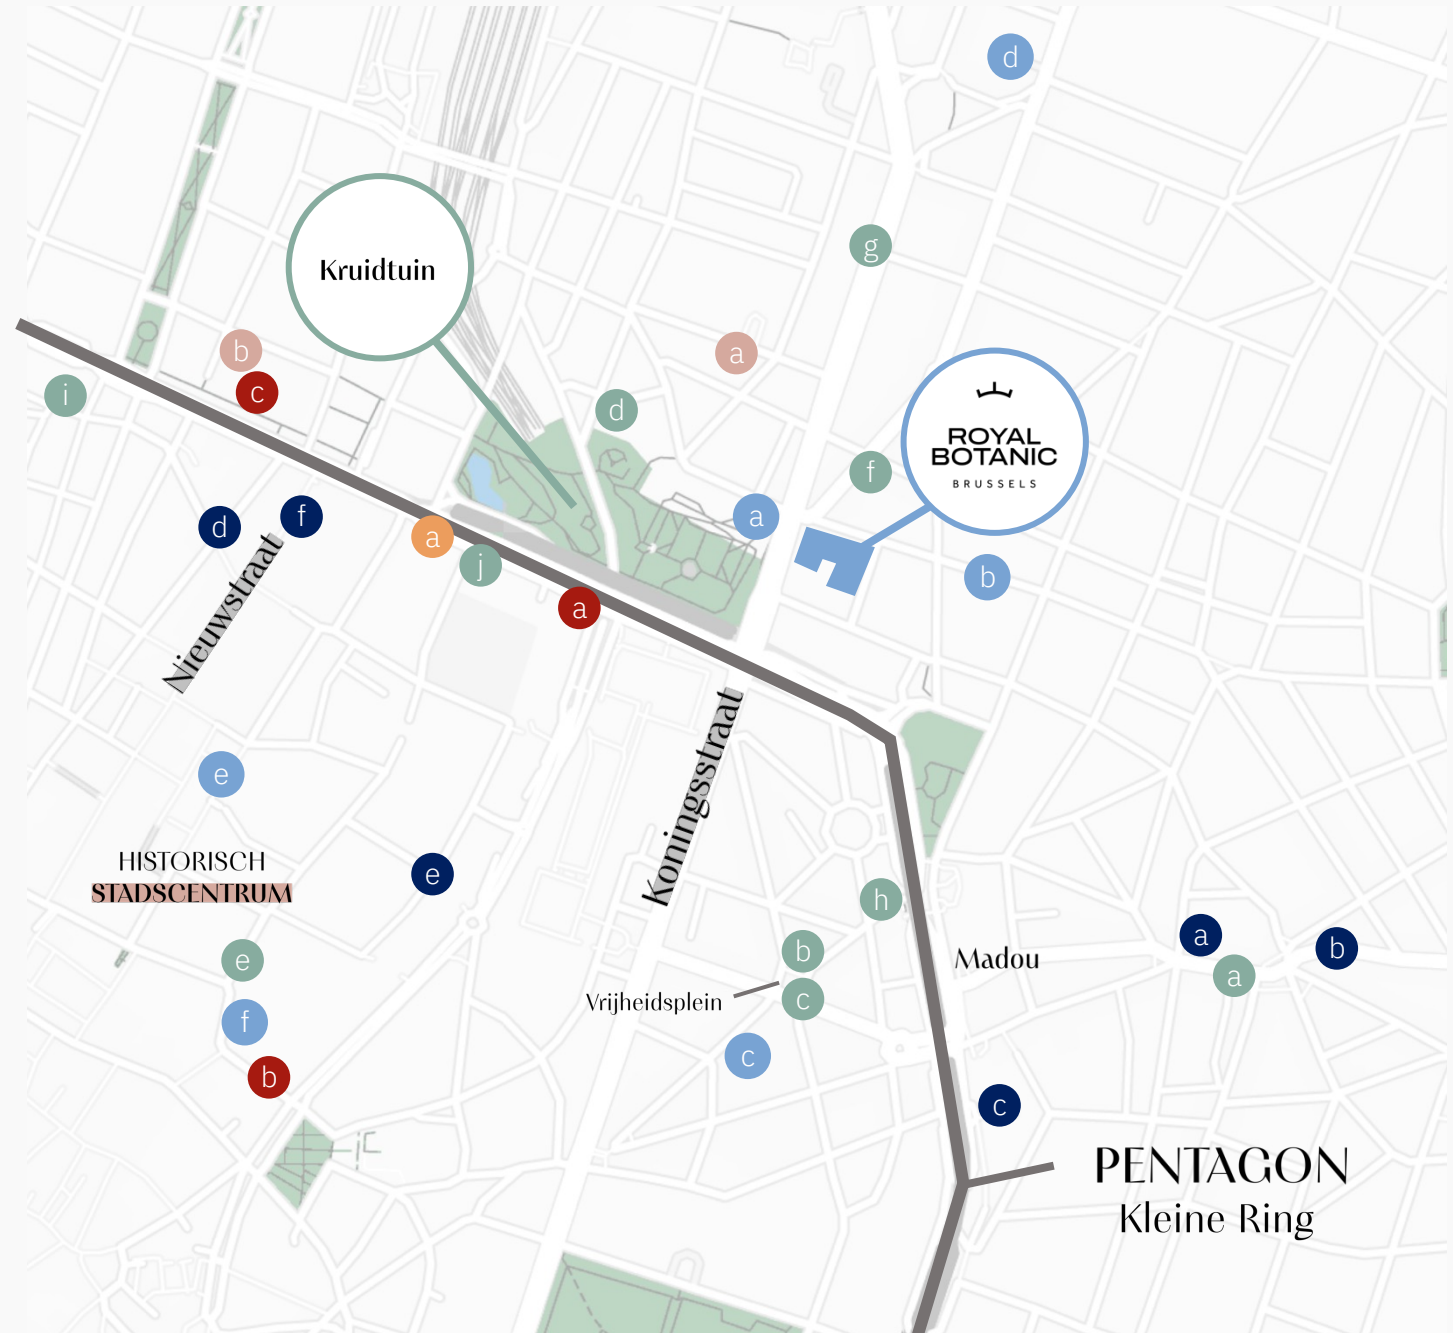 d
g
Kruidtuin
b
a
c
i
d
ROYAL
BOTANIC
BRUSSELS
f
a
d
f
a
j
b
a
Nieuwstraat
Koningsstraat
e
HISTORISCH
STADSCENTRUM
e
h
a
b
b
Madou
e
a
Vrijheidsplein
c
f
c
b
c
PENTAGON
Kleine Ring